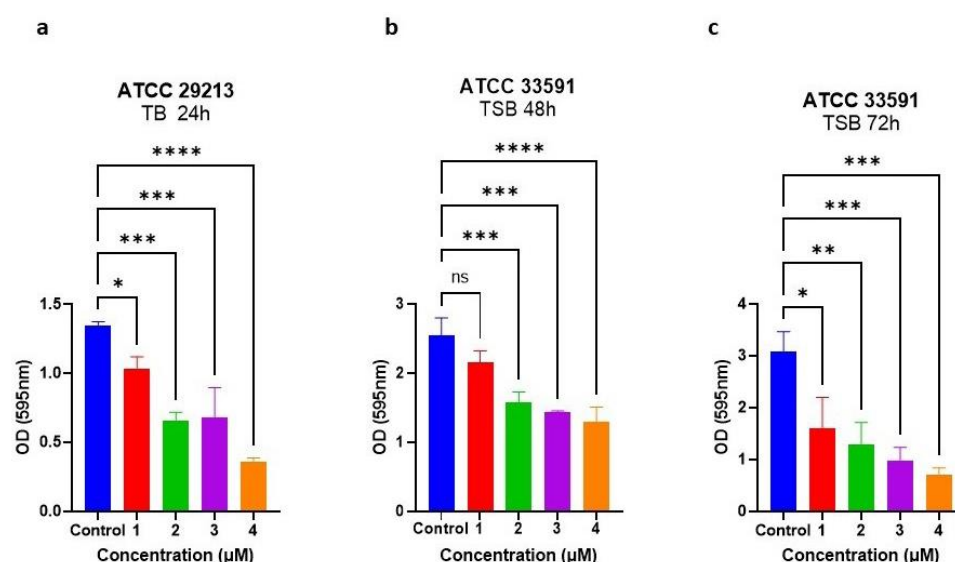 a
b
c
ATCC 29213
TB 24h
****
***
***
*
OD (595nm)
1.5
1.0
0.5
0.0
Control 1 2 3 4
Concentration (µM)
ATCC 33591
TSB 48h
****
***
***
ns
OD (595nm)
3
2
1
0
Control 1 2 3 4
Concentration (µM)
ATCC 33591
TSB 72h
***
***
**
*
OD (595nm)
4
3
2
1
0
Control 1 2 3 4
Concentration (µM)